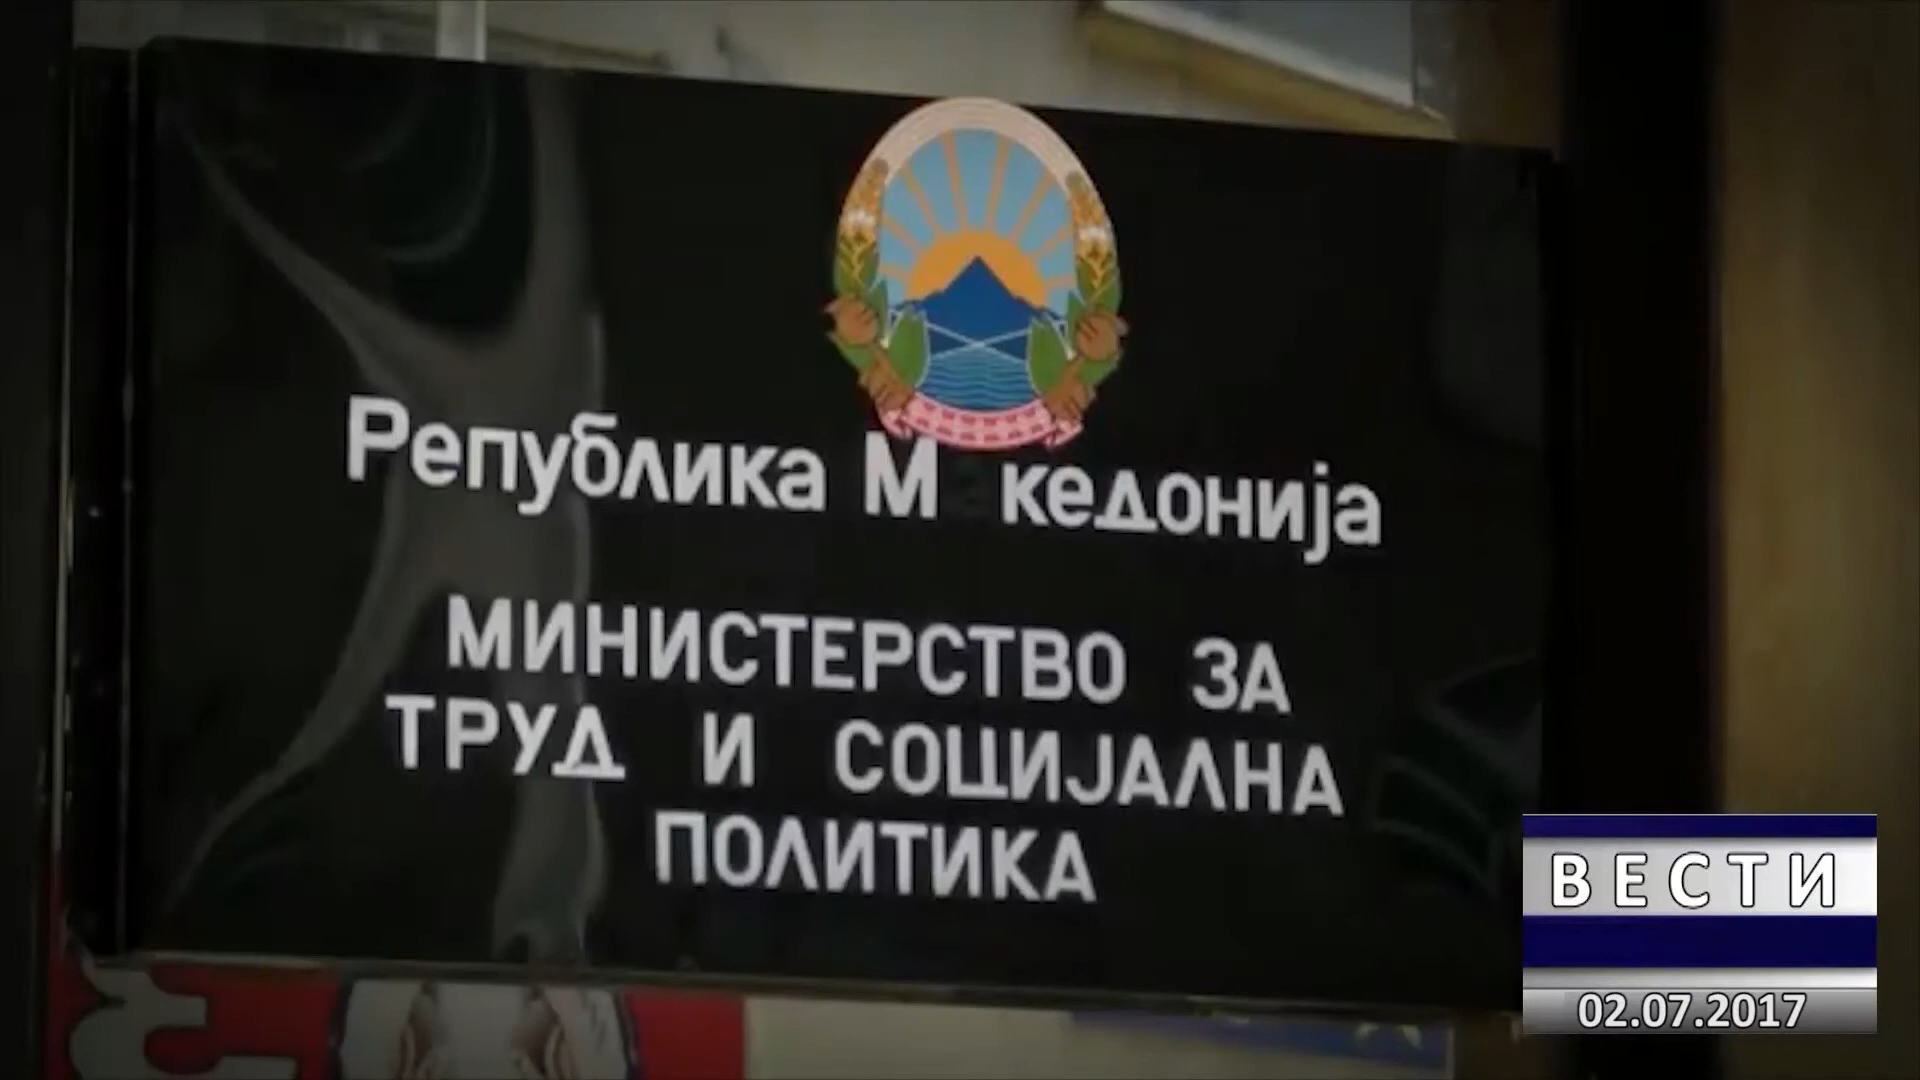 Република М кедонија
МИНИСТЕРСТВО ЗА
ТРУД И СОЦИЈАЛНА
ПОЛИТИКА
ВЕСТИ
02.07.2017